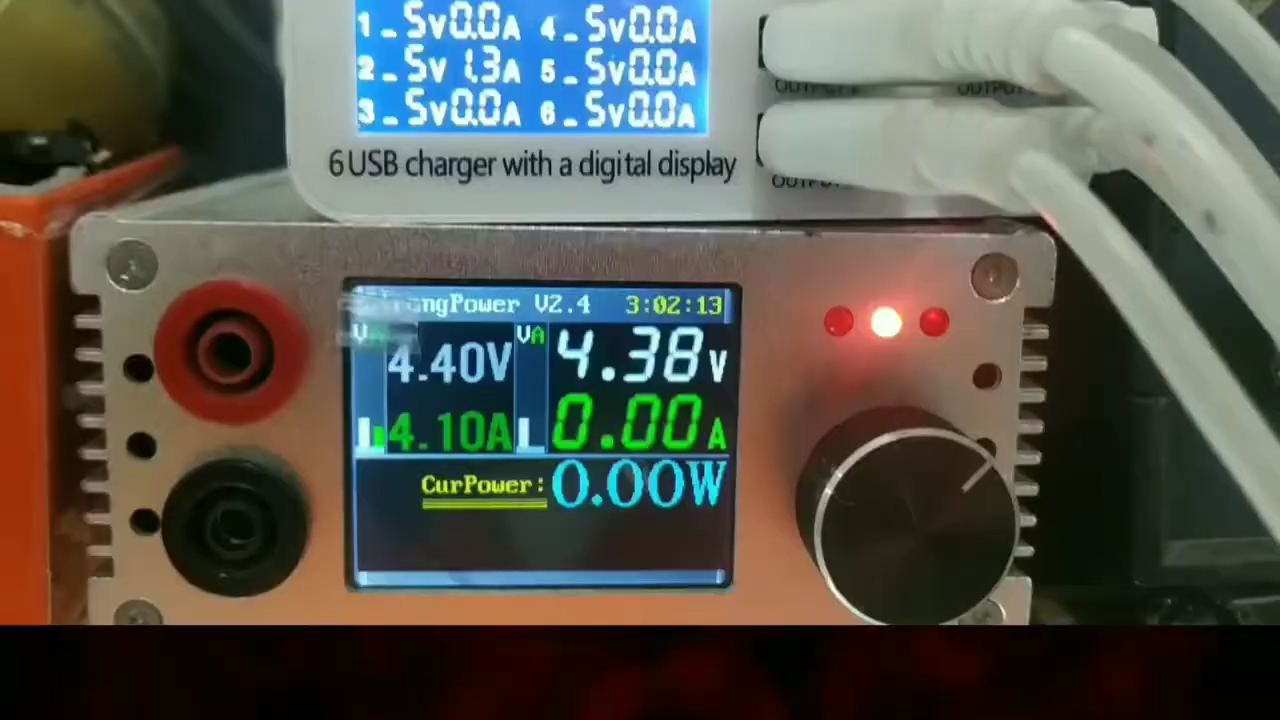 1_5V0.0A 4_5V0.0A
2_5V 1.3A 5_5V0.0A
3_5V0.0A 6_5V0.0A
6 USB charger with a digital display
V2.4 3:02:13
VA
4.40V 4.38V
4.10A 0.00A
CurPower: 0.00W